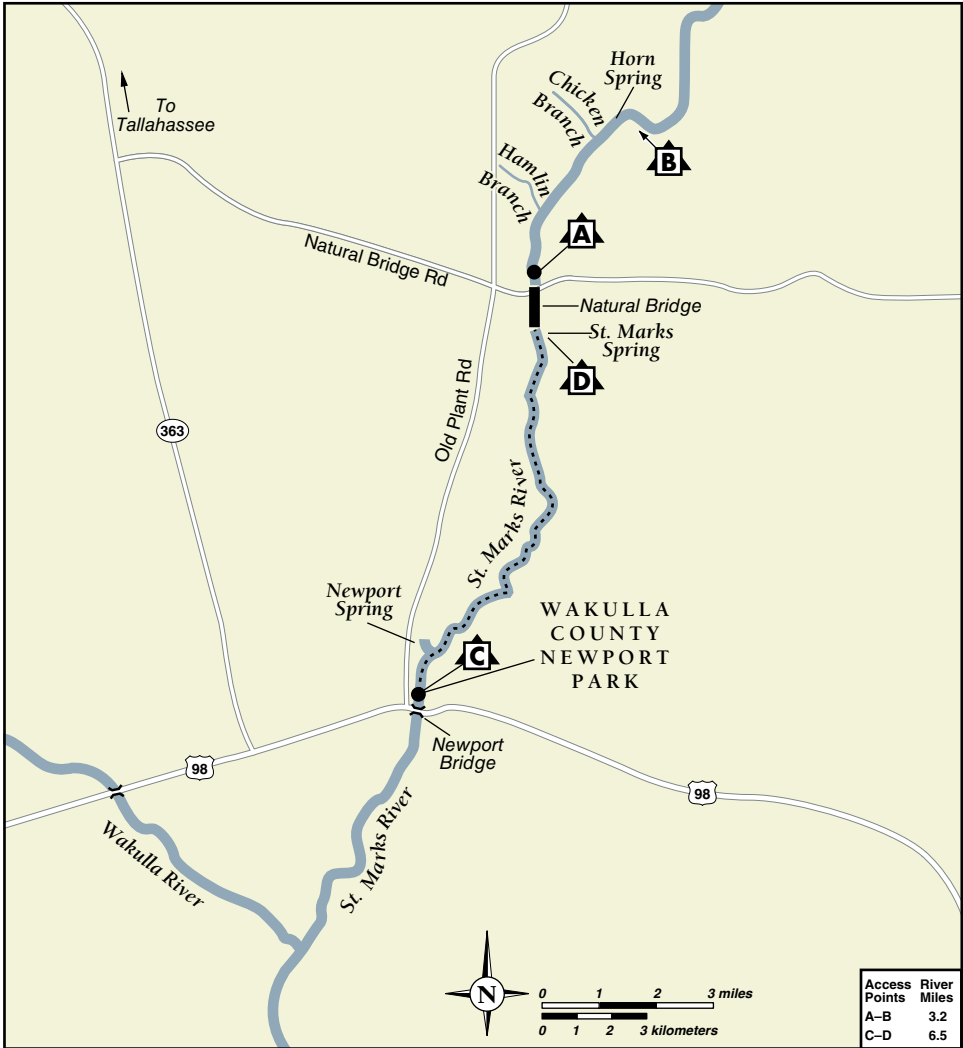 Horn
Spring
Chicken
Branch
To
Tallahassee
B
Hamlin
Branch
A
Natural Bridge Rd
Natural Bridge
St. Marks
Spring
D
Old Plant Rd
363
St. Marks River
Newport
Spring
WAKULLA
COUNTY
NEWPORT
PARK
C
Newport
Bridge
98
98
Wakulla River
St. Marks River
N
0 1 2 3 miles
0 1 2 3 kilometers
Access River
Points Miles
A–B 3.2
C–D 6.5